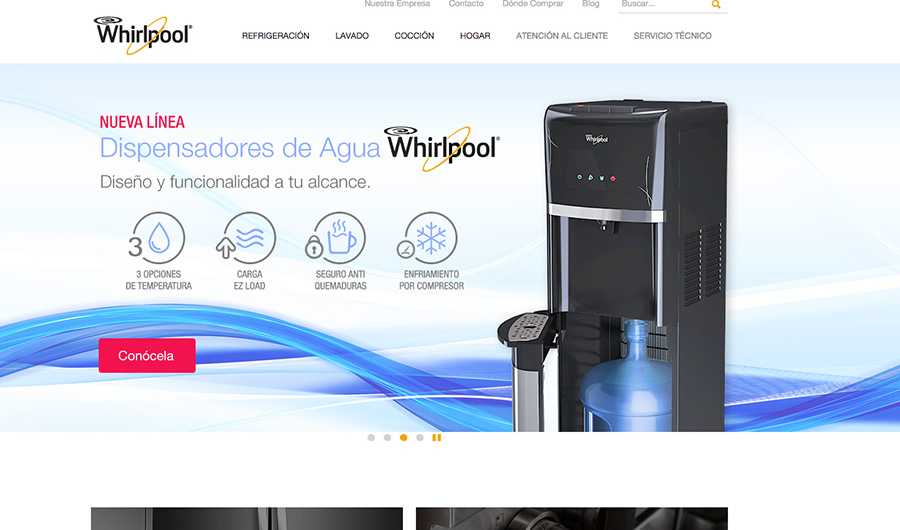 Nuestra Empresa Contacto Dónde Comprar Blog Buscar...
Whirlpool
REFRIGERACIÓN LAVADO COCCIÓN HOGAR ATENCIÓN AL CLIENTE SERVICIO TÉCNICO
NUEVA LÍNEA
Dispensadores de Agua Whirlpool
Diseño y funcionalidad a tu alcance.
Whirlpool
3
3 OPCIONES
DE TEMPERATURA
CARGA
EZ LOAD
SEGURO ANTI
QUEMADURAS
ENFRIAMIENTO
POR COMPRESOR
Conócela